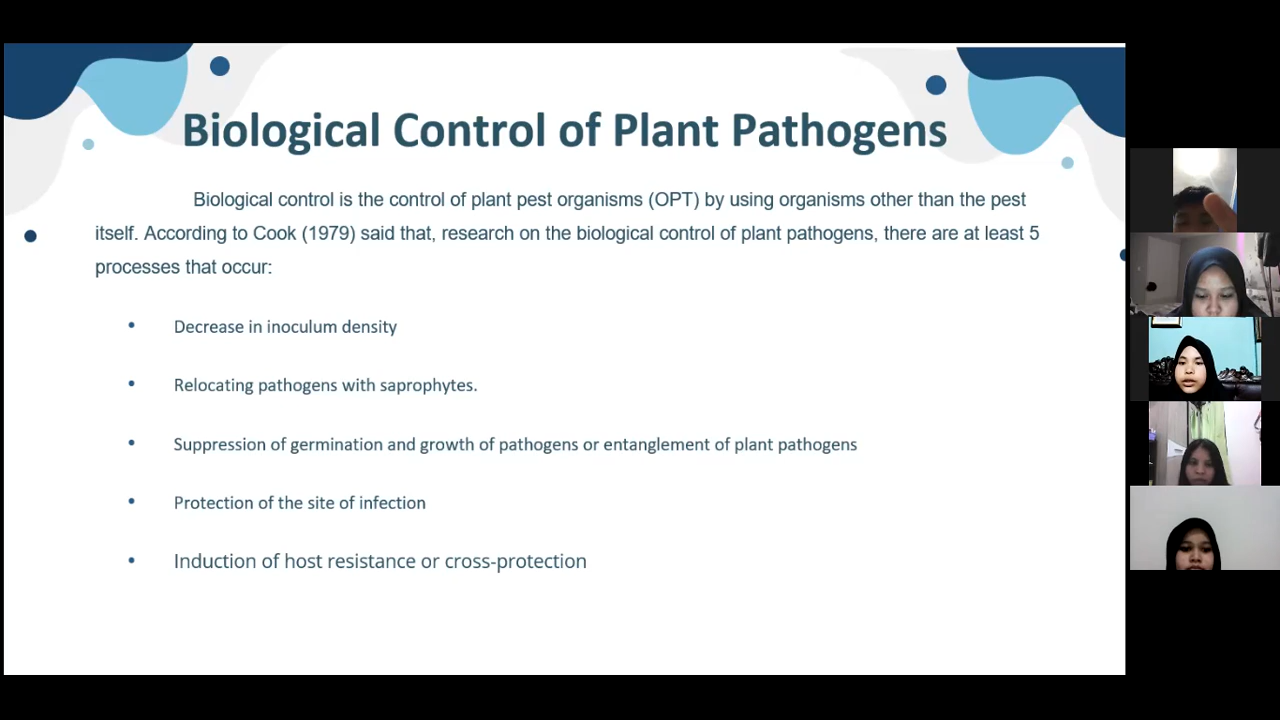 Biological Control of Plant Pathogens
Biological control is the control of plant pest organisms (OPT) by using organisms other than the pest
itself. According to Cook (1979) said that, research on the biological control of plant pathogens, there are at least 5
processes that occur:
• Decrease in inoculum density
• Relocating pathogens with saprophytes.
• Suppression of germination and growth of pathogens or entanglement of plant pathogens
• Protection of the site of infection
• Induction of host resistance or cross-protection